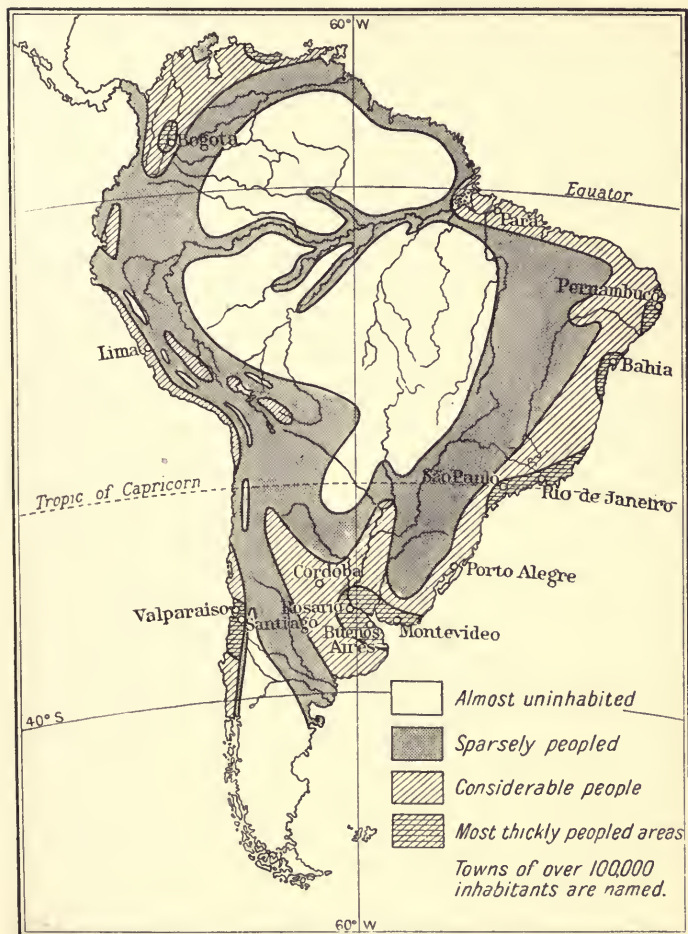 60° W
Bogota
Equator
Para
Pernambuco
Lima
Bahia
São Paulo
Tropic of Capricorn
Rio de Janeiro
Cordoba
Porto Alegre
Valparaiso
Rosario
Santiago
Buenos
Aires
Montevideo
40° S
Almost uninhabited
Sparsely peopled
Considerable people
Most thickly peopled areas
Towns of over 100,000
inhabitants are named.
60° W